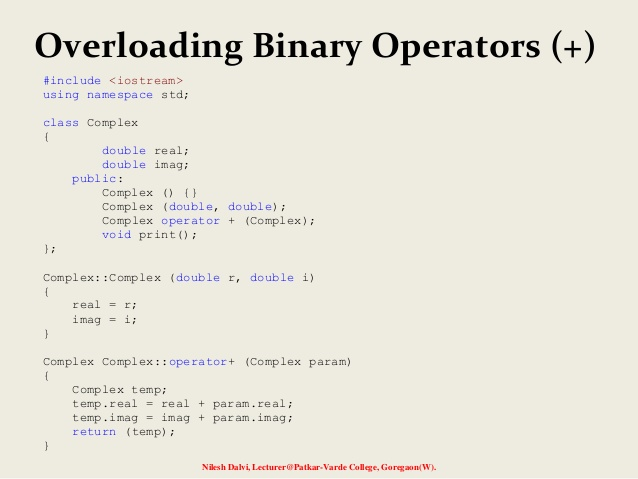 Overloading Binary Operators (+)
#include <iostream>
using namespace std;
class Complex
{
double real;
double imag;
public:
Complex () {}
Complex (double, double);
Complex operator + (Complex);
void print();
};
Complex::Complex (double r, double i)
{
real = r;
imag = i;
}
Complex Complex::operator+ (Complex param)
{
Complex temp;
temp.real = real + param.real;
temp.imag = imag + param.imag;
return (temp);
}
Nilesh Dalvi, Lecturer@Patkar-Varde College, Goregaon(W).